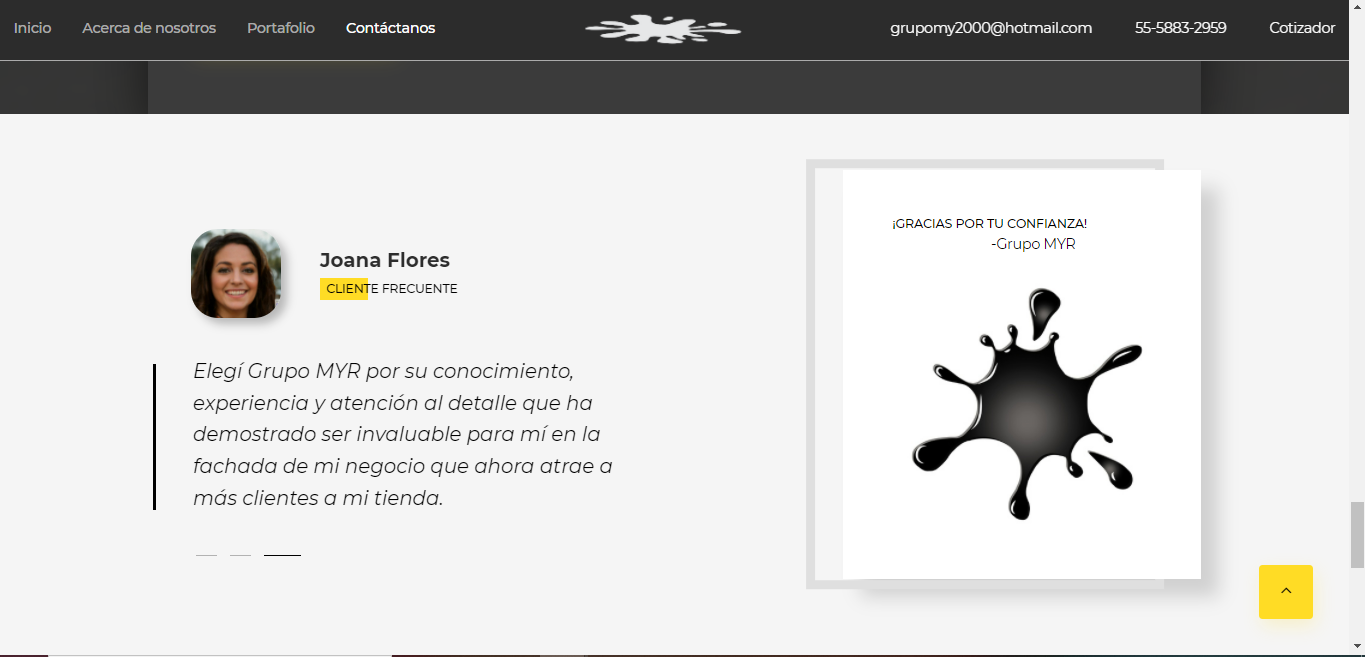 Inicio Acerca de nosotros Portafolio Contáctanos grupomy2000@hotmail.com 55-5883-2959 Cotizador
¡GRACIAS POR TU CONFIANZA!
-Grupo MYR
Joana Flores
CLIENTE FRECUENTE
Elegí Grupo MYR por su conocimiento,
experiencia y atención al detalle que ha
demostrado ser invaluable para mí en la
fachada de mi negocio que ahora atrae a
más clientes a mi tienda.